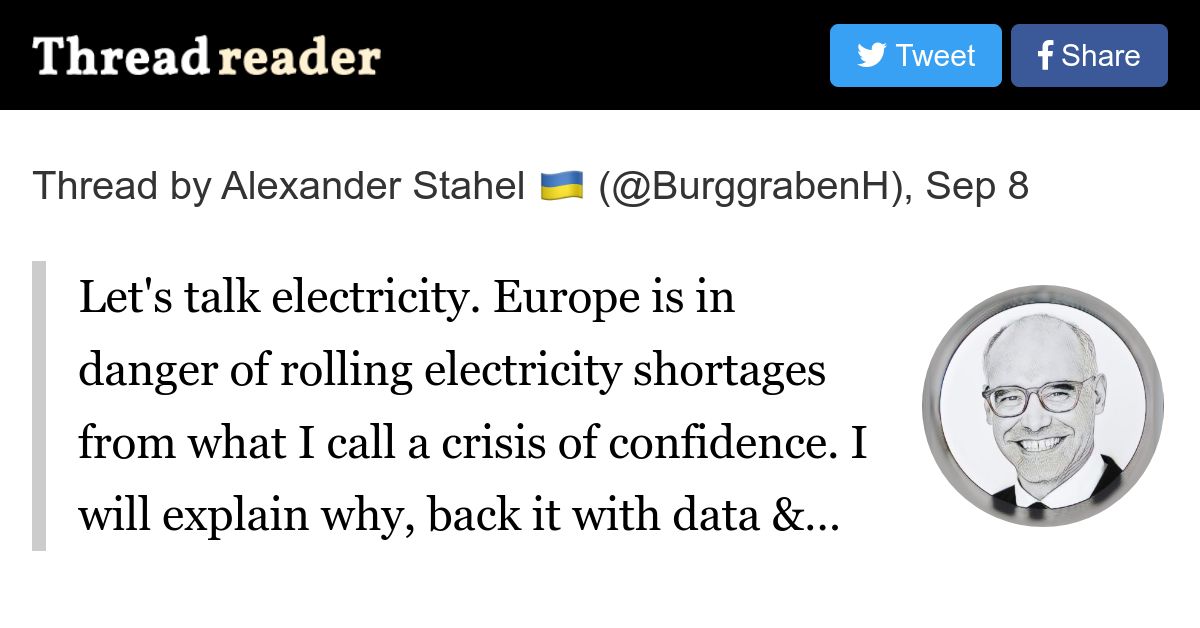 Thread reader
Tweet
Share
Thread by Alexander Stahel 🇺🇦 (@BurggrabenH), Sep 8
Let's talk electricity. Europe is in
danger of rolling electricity shortages
from what I call a crisis of confidence. I
will explain why, back it with data &...